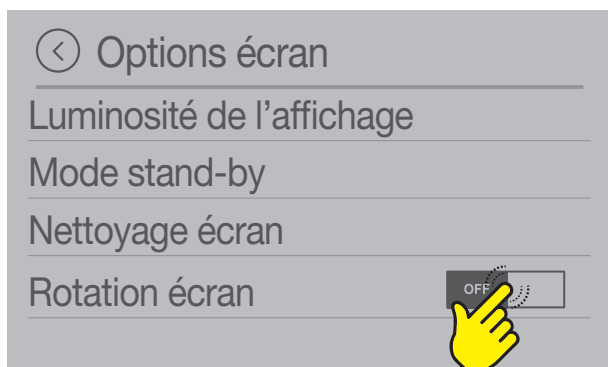 Options écran
Luminosité de l'affichage
Mode stand-by
Nettoyage écran
Rotation écran
OFF